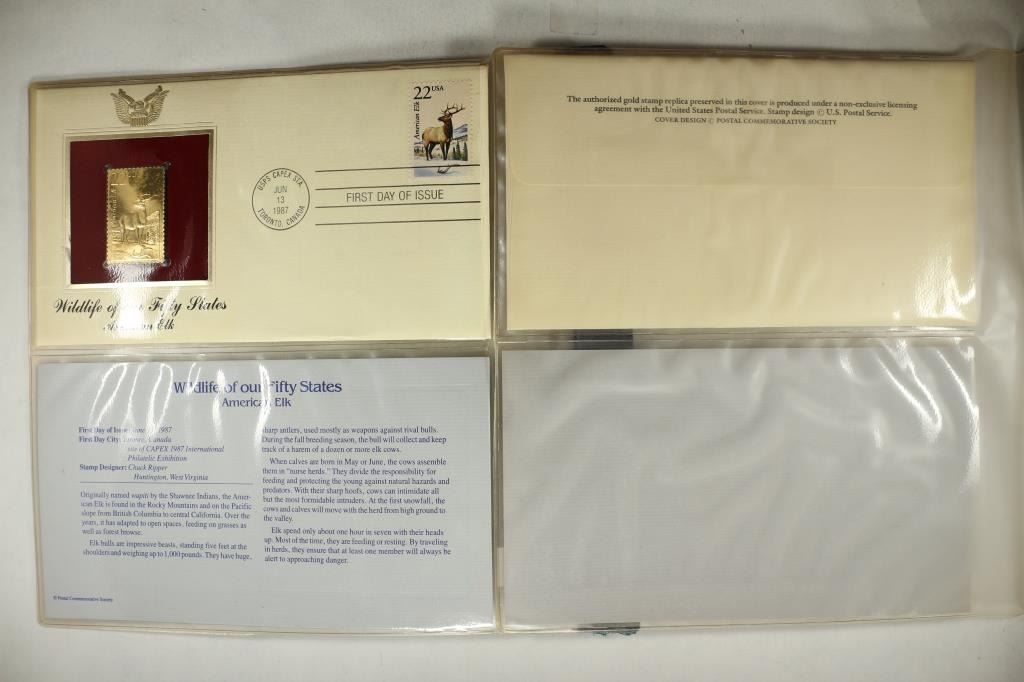 22 USA
American Elk
USPS CAPEX STA.
JUN
13
1987
TORONTO, CANADA
FIRST DAY OF ISSUE
Wildlife of Fifty States
Elk
The authorized gold stamp replica preserved in this cover is produced under a non-exclusive licensing
agreement with the United States Postal Service. Stamp design © U.S. Postal Service.
COVER DESIGN © POSTAL COMMEMORATIVE SOCIETY
Wildlife of our Fifty States
American Elk
First Day of Issue: 1987
First Day City: Toronto, Canada
site of CAPEX 1987 International
Philatelic Exhibition
Stamp Designer: Chuck Ripper
Huntington, West Virginia
Originally named wapiti by the Shawnee Indians, the Amer-
ican Elk is found in the Rocky Mountains and on the Pacific
slope from British Columbia to central California. Over the
years, it has adapted to open spaces, feeding on grasses as
well as forest browse.
Elk bulls are impressive beasts, standing five feet at the
shoulders and weighing up to 1,000 pounds. They have huge,
sharp antlers, used mostly as weapons against rival bulls.
During the fall breeding season, the bull will collect and keep
track of a harem of a dozen or more elk cows.
When calves are born in May or June, the cows assemble
them in "nurse herds." They divide the responsibility for
feeding and protecting the young against natural hazards and
predators. With their sharp hoofs, cows can intimidate all
but the most formidable intruders. At the first snowfall, the
cows and calves will move with the herd from high ground to
the valley.
Elk spend only about one hour in seven with their heads
up. Most of the time, they are feeding or resting. By traveling
in herds, they ensure that at least one member will always be
alert to approaching danger.
© Postal Commemorative Society